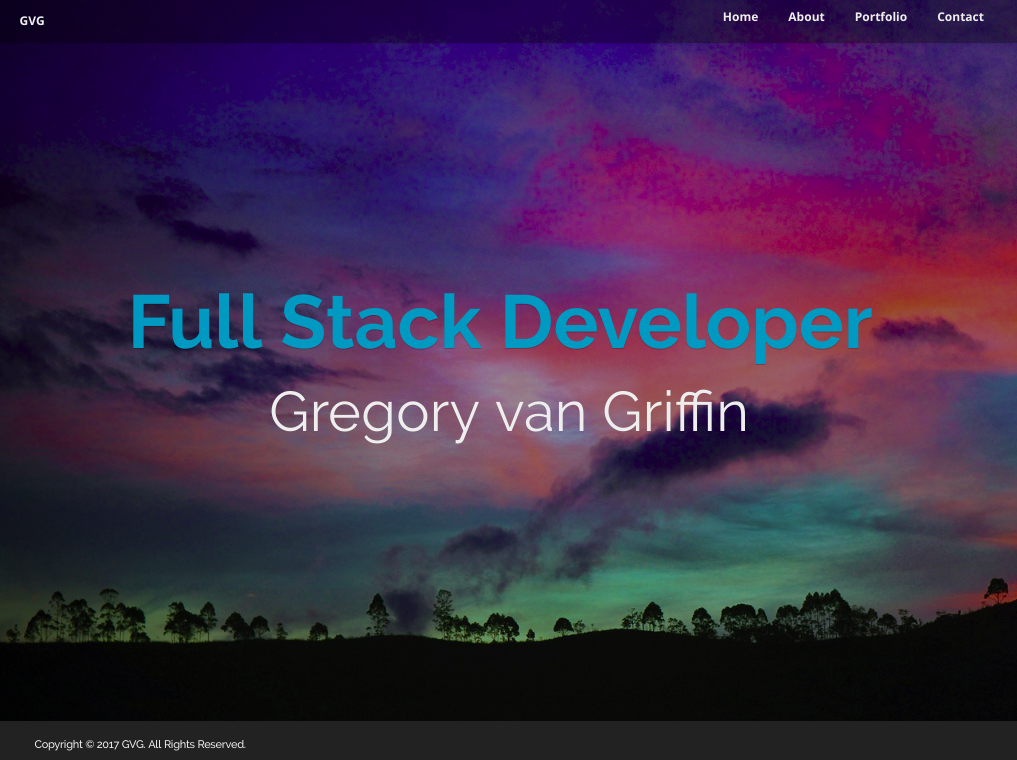 GVG
Home About Portfolio Contact
Full Stack Developer
Gregory van Griffin
Copyright © 2017 GVG. All Rights Reserved.